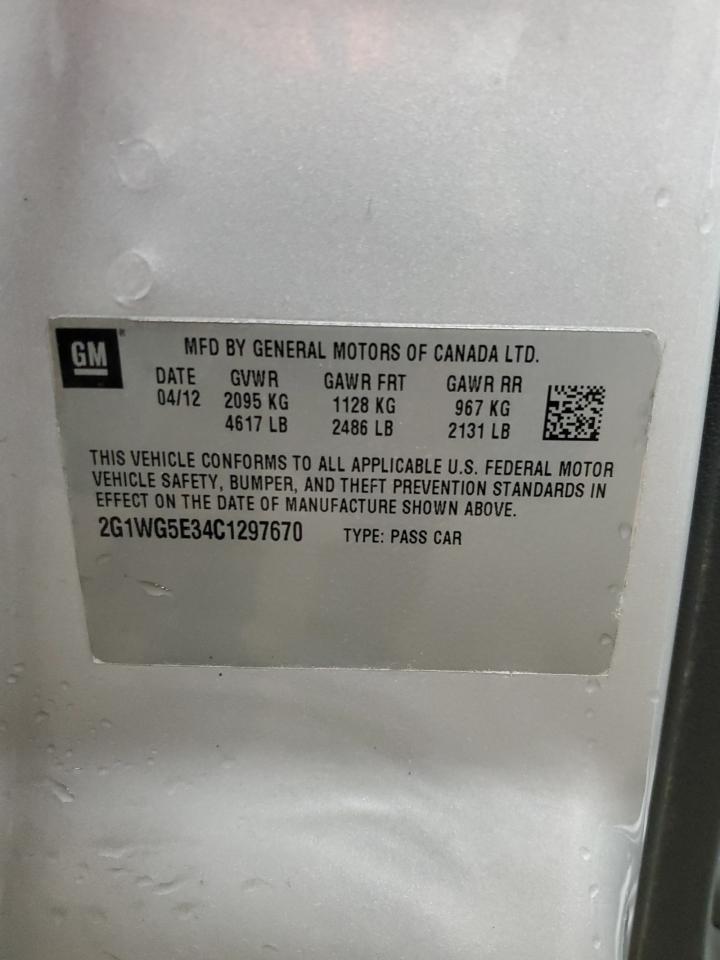 GM
MFD BY GENERAL MOTORS OF CANADA LTD.
DATE GVWR GAWR FRT GAWR RR
04/12 2095 KG 1128 KG 967 KG
4617 LB 2486 LB 2131 LB
THIS VEHICLE CONFORMS TO ALL APPLICABLE U.S. FEDERAL MOTOR
VEHICLE SAFETY, BUMPER, AND THEFT PREVENTION STANDARDS IN
EFFECT ON THE DATE OF MANUFACTURE SHOWN ABOVE.
2G1WG5E34C1297670 TYPE: PASS CAR